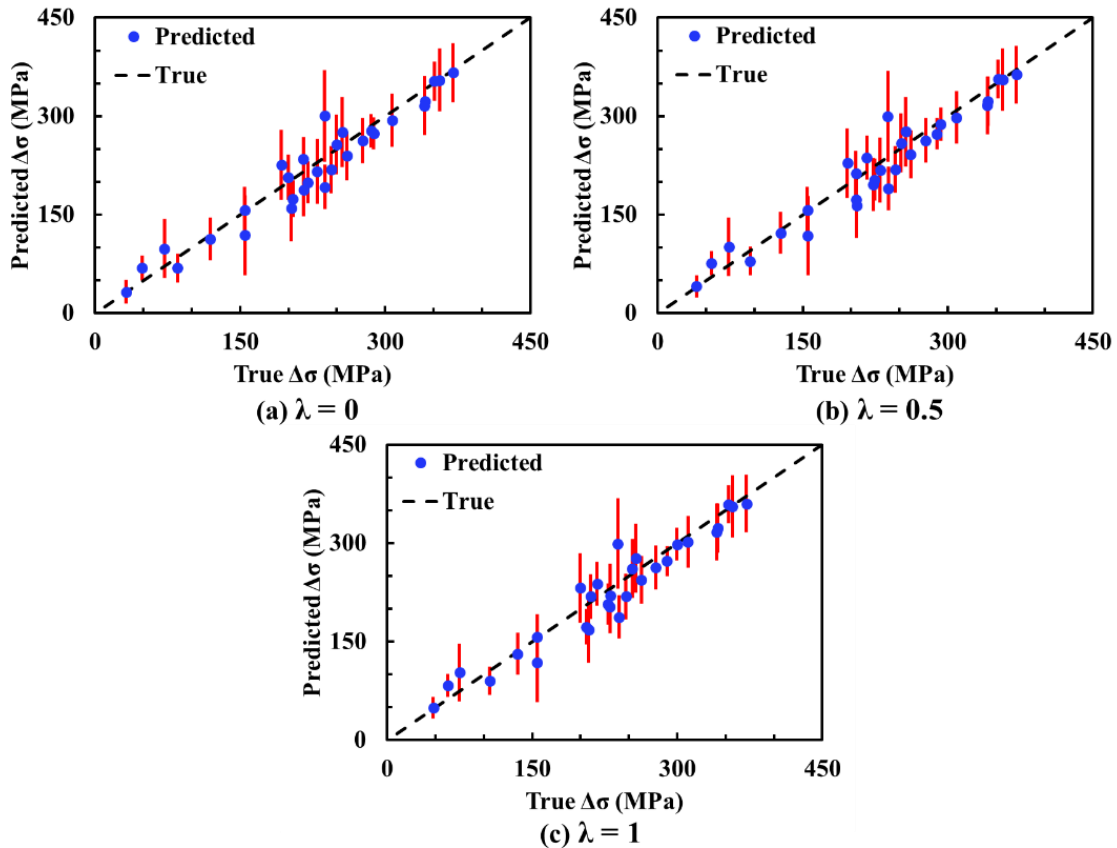 450
300
150
0
Predicted Δσ (MPa)
Predicted
True
0 150 300 450
True Δσ (MPa)
(a) λ = 0
450
300
150
0
Predicted Δσ (MPa)
Predicted
True
0 150 300 450
True Δσ (MPa)
(b) λ = 0.5
450
300
150
0
Predicted Δσ (MPa)
Predicted
True
0 150 300 450
True Δσ (MPa)
(c) λ = 1